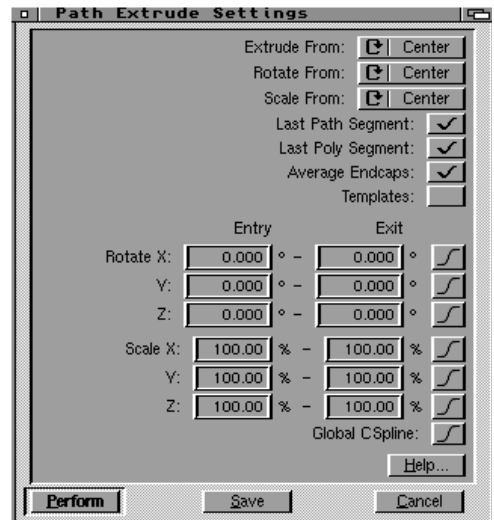 Path Extrude Settings
Extrude From: Center
Rotate From: Center
Scale From: Center
Last Path Segment:
Last Poly Segment:
Average Endcaps:
Templates:
Entry Exit
Rotate X: 0.000 ° - 0.000 °
Y: 0.000 ° - 0.000 °
Z: 0.000 ° - 0.000 °
Scale X: 100.00 % - 100.00 %
Y: 100.00 % - 100.00 %
Z: 100.00 % - 100.00 %
Global CSpline:
Help...
Perform Save Cancel